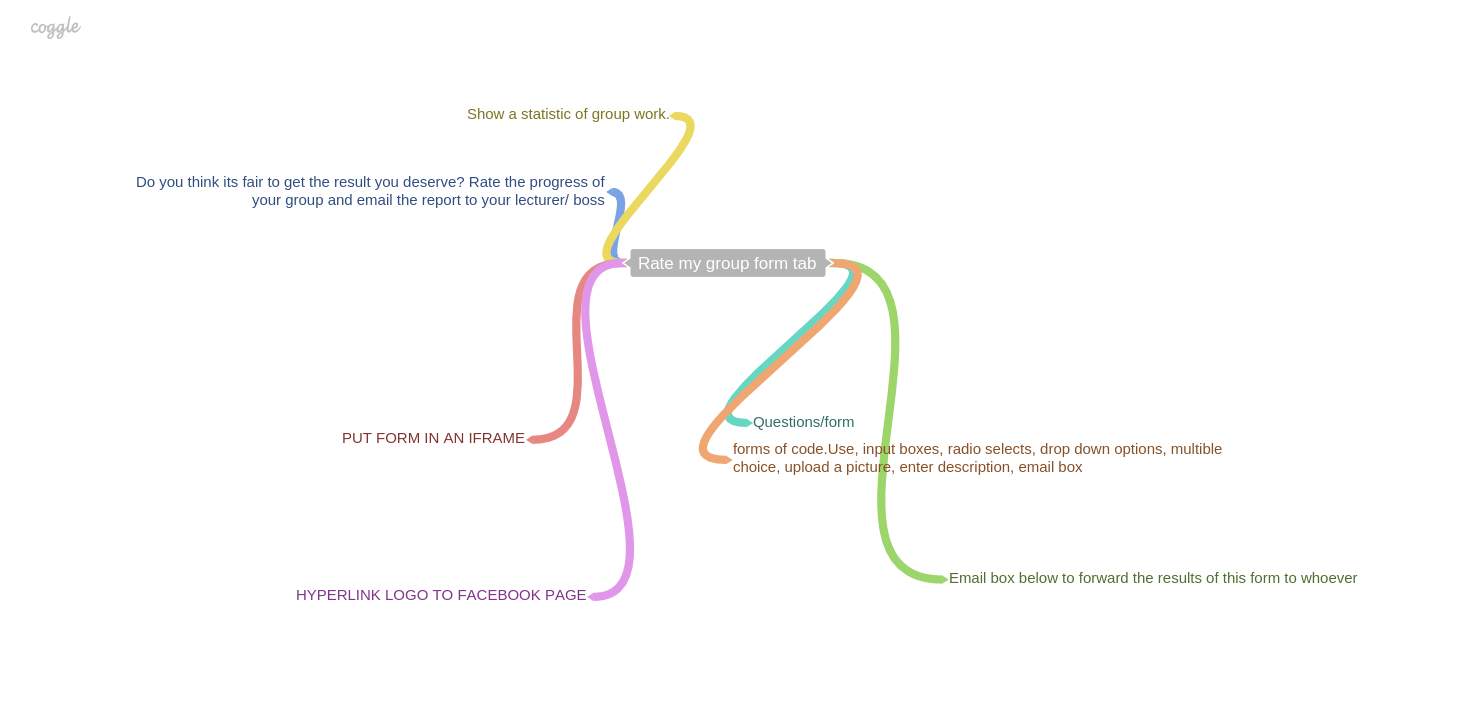 coggle
Show a statistic of group work.
Do you think its fair to get the result you deserve? Rate the progress of
your group and email the report to your lecturer/ boss
Rate my group form tab
PUT FORM IN AN IFRAME
Questions/form
forms of code.Use, input boxes, radio selects, drop down options, multible
choice, upload a picture, enter description, email box
Email box below to forward the results of this form to whoever
HYPERLINK LOGO TO FACEBOOK PAGE